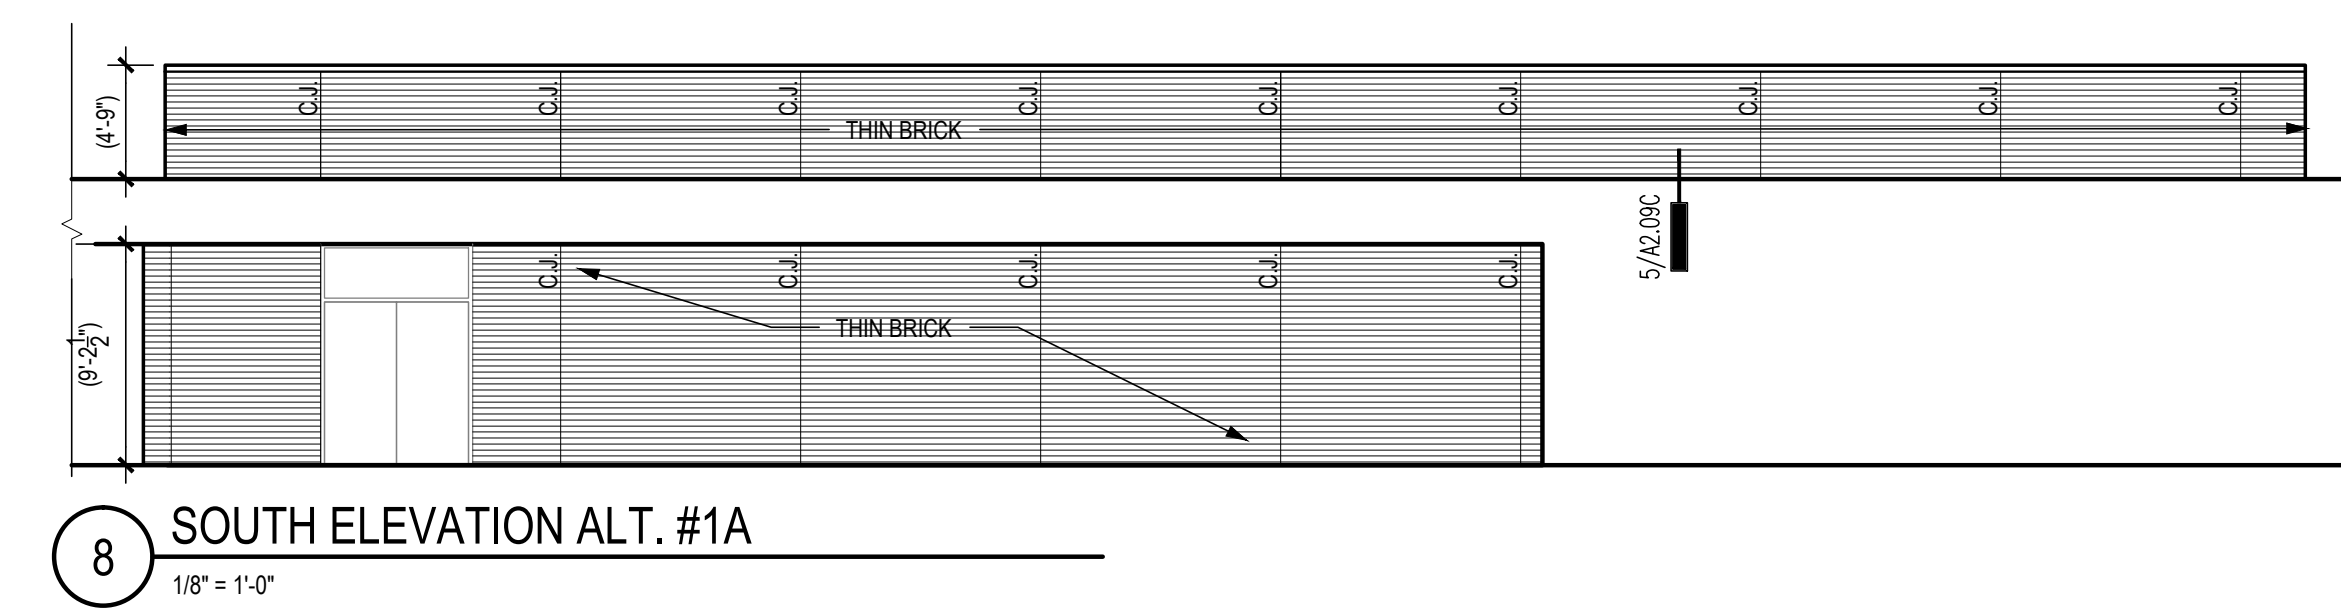 C.J. C.J. C.J. C.J. C.J. C.J. C.J. C.J. C.J.
(4'-9")
THIN BRICK
5/A2.09C
C.J. C.J. C.J. C.J. C.J.
(9'-2 1/2")
THIN BRICK
8
SOUTH ELEVATION ALT. #1A
1/8" = 1'-0"